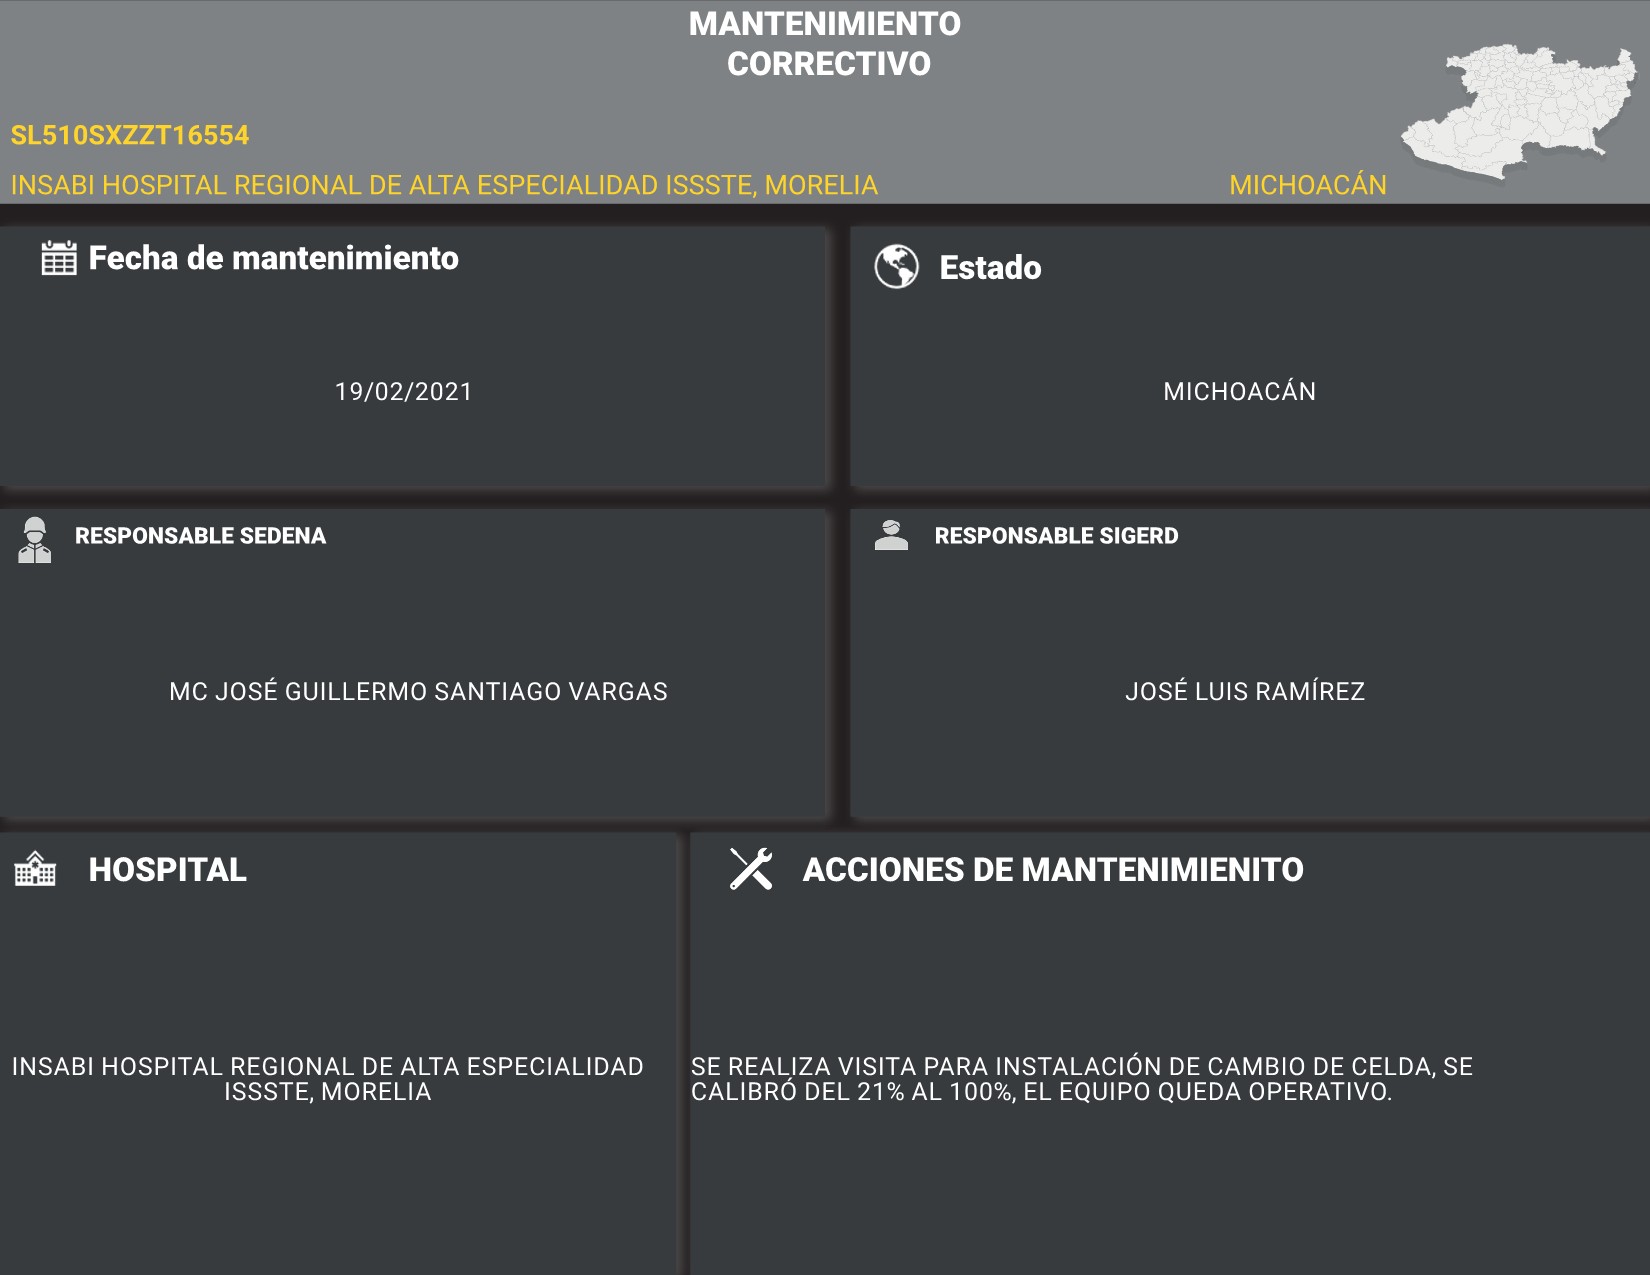 MANTENIMIENTO
CORRECTIVO
SL510SXZZT16554
INSABI HOSPITAL REGIONAL DE ALTA ESPECIALIDAD ISSSTE, MORELIA
MICHOACÁN
Fecha de mantenimiento
19/02/2021
Estado
MICHOACÁN
RESPONSABLE SEDENA
MC JOSÉ GUILLERMO SANTIAGO VARGAS
RESPONSABLE SIGERD
JOSÉ LUIS RAMÍREZ
HOSPITAL
INSABI HOSPITAL REGIONAL DE ALTA ESPECIALIDAD
ISSSTE, MORELIA
ACCIONES DE MANTENIMIENITO
SE REALIZA VISITA PARA INSTALACIÓN DE CAMBIO DE CELDA, SE
CALIBRÓ DEL 21% AL 100%, EL EQUIPO QUEDA OPERATIVO.